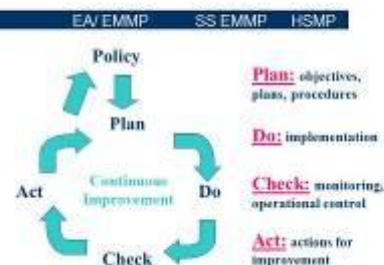 EA/ EMMP SS EMMP HSMP
Policy
Plan
Continuous
Improvement
Act
Do
Check
Plan: objectives,
plans, procedures
Do: implementation
Check: monitoring,
operational control
Act: actions for
improvement